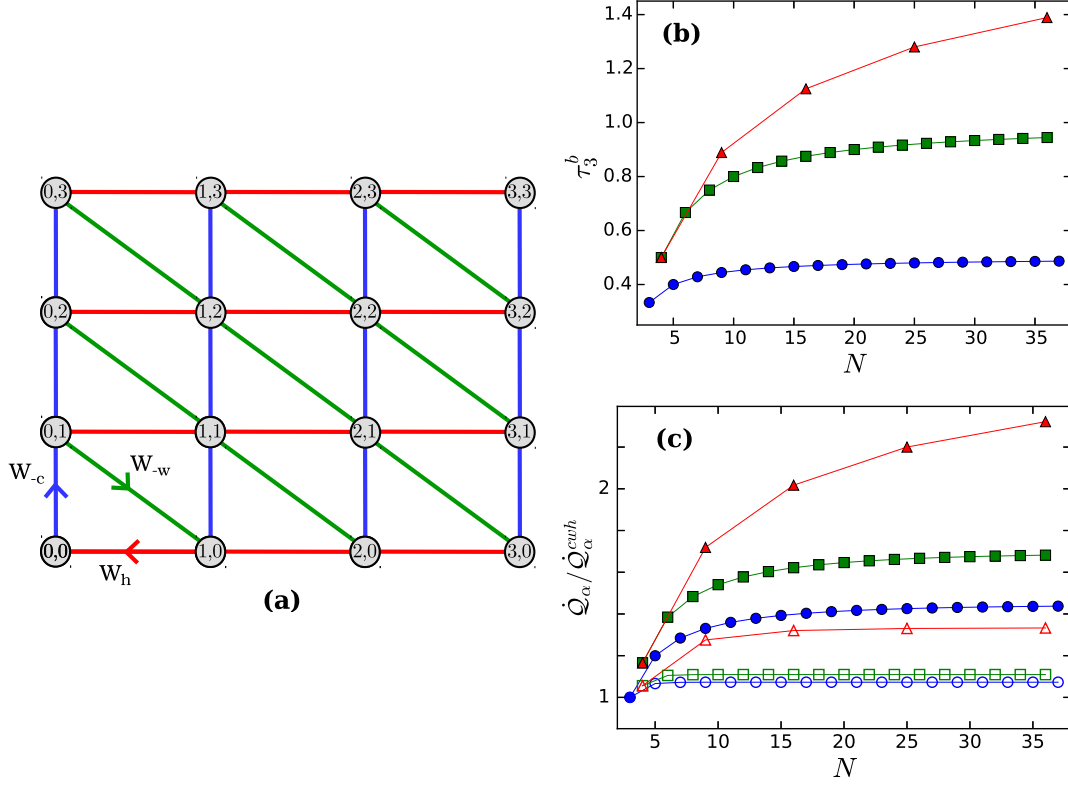 0,3 1,3 2,3 3,3
0,2 1,2 2,2 3,2
0,1 1,1 2,1 3,1
W-c
W-w
0,0 1,0 2,0 3,0
Wh
(a)
(b)
1.4
1.2
1.0
0.8
0.6
0.4
τ₃ᵇ
5 10 15 20 25 30 35
N
(c)
2
1
Q̇α/Q̇αᶜʷʰ
5 10 15 20 25 30 35
N